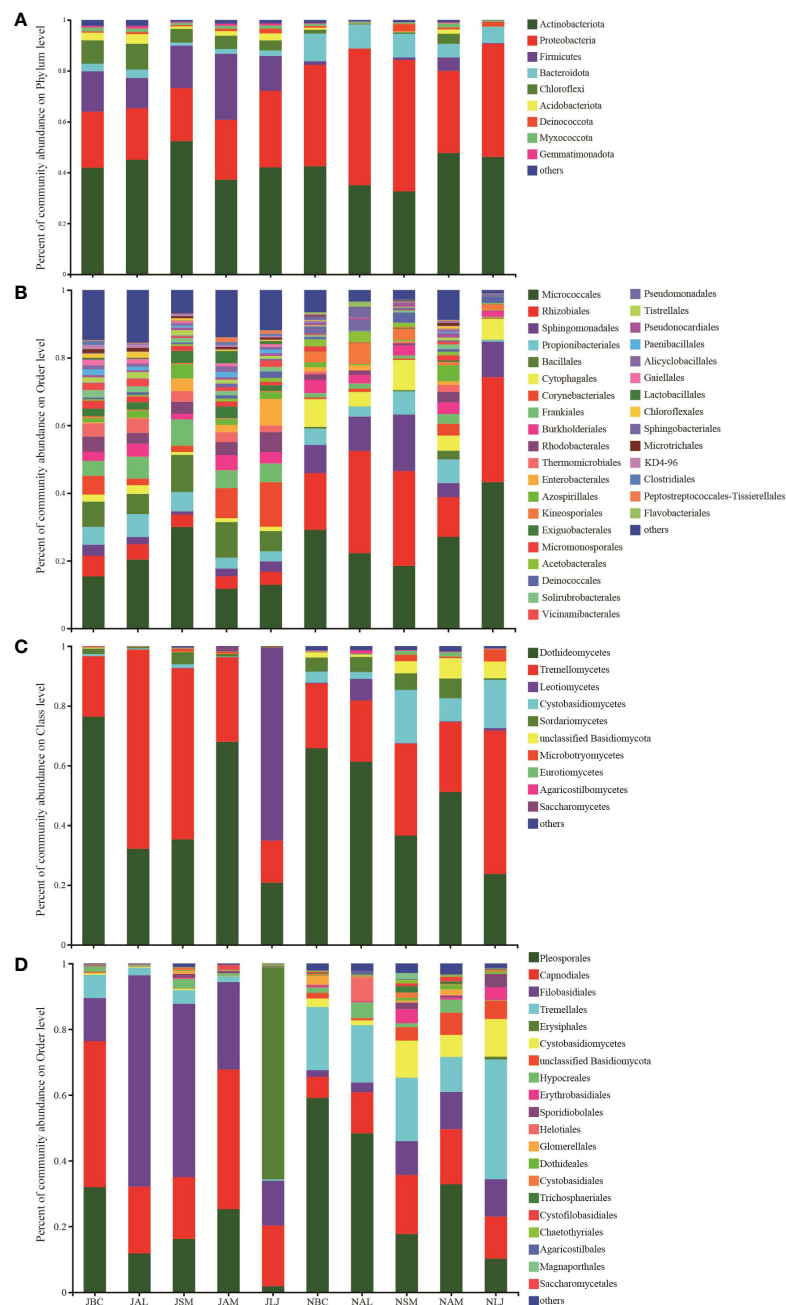 A
Percent of community abundance on Phylum level
1
0.8
0.6
0.4
0.2
0
Actinobacteriota
Proteobacteria
Firmicutes
Bacteroidota
Chloroflexi
Acidobacteriota
Deinococcota
Myxococcota
Gemmatimonadota
others
B
Percent of community abundance on Order level
1
0.8
0.6
0.4
0.2
0
Micrococcales
Rhizobiales
Sphingomonadales
Propionibacteriales
Bacillales
Cytophagales
Corynebacteriales
Frankiales
Burkholderiales
Rhodobacterales
Thermomicrobiales
Enterobacterales
Azospirillales
Kineosporiales
Exiguobacterales
Micromonosporales
Acetobacterales
Deinococcales
Solirubrobacterales
Vicinamibacterales
Pseudomonadales
Tistrellales
Pseudonocardiales
Paenibacillales
Alicyclobacillales
Gaiellales
Lactobacillales
Chloroflexales
Sphingobacteriales
Microtrichales
KD4-96
Clostridiales
Peptostreptococcales-Tissierellales
Flavobacteriales
others
C
Percent of community abundance on Class level
1
0.8
0.6
0.4
0.2
0
Dothideomycetes
Tremellomycetes
Leotiomycetes
Cystobasidiomycetes
Sordariomycetes
unclassified Basidiomycota
Microbotryomycetes
Eurotiomycetes
Agaricostilbomycetes
Saccharomycetes
others
D
Percent of community abundance on Order level
1
0.8
0.6
0.4
0.2
0
Pleosporales
Capnodiales
Filobasidiales
Tremellales
Erysiphales
Cystobasidiomycetes
unclassified Basidiomycota
Hypocreales
Erythrobasidiales
Sporidiobolales
Helotiales
Glomerellales
Dothideales
Cystobasidiales
Trichosphaeriales
Cystofilobasidiales
Chaetothyriales
Agaricostilbales
Magnaporthales
Saccharomycetales
others
JBC JAL JSM JAM JLJ NBC NAL NSM NAM NLJ